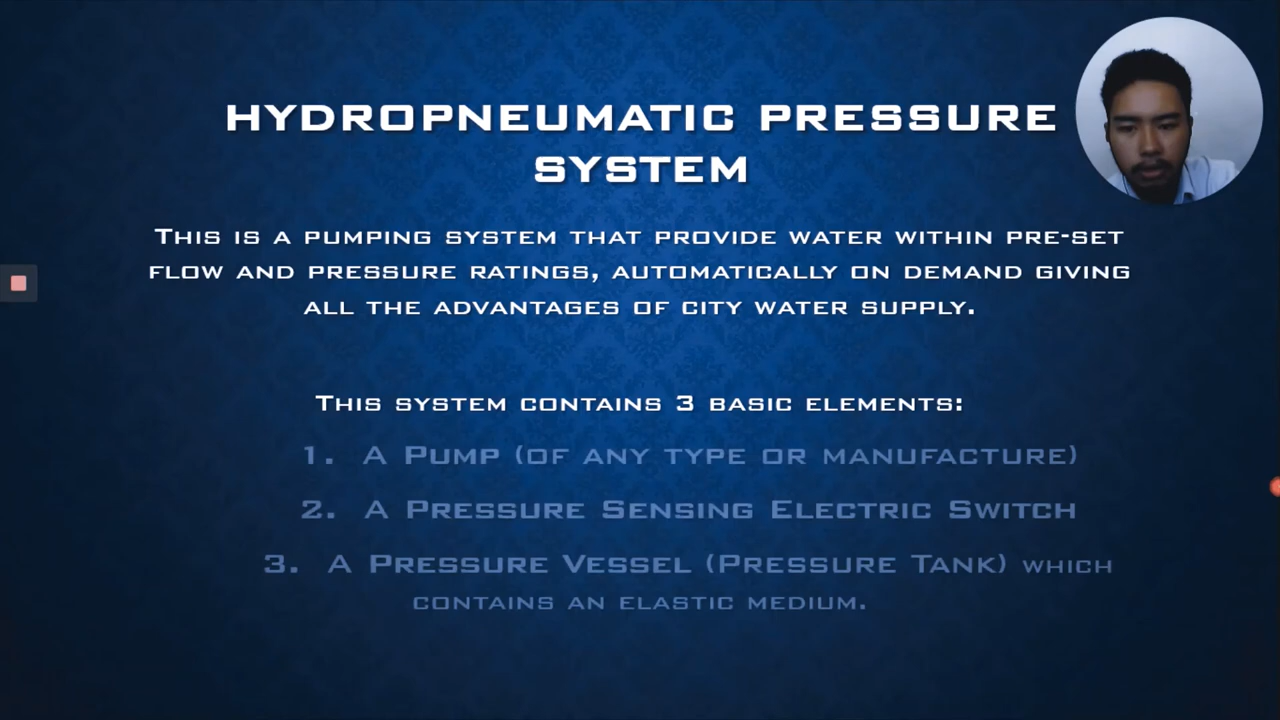 HYDROPNEUMATIC PRESSURE
SYSTEM
This is a pumping system that provide water within pre-set
flow and pressure ratings, automatically on demand giving
all the advantages of city water supply.
This system contains 3 basic elements:
1. A Pump (of any type or manufacture)
2. A Pressure Sensing Electric Switch
3. A Pressure Vessel (Pressure Tank) which
contains an elastic medium.